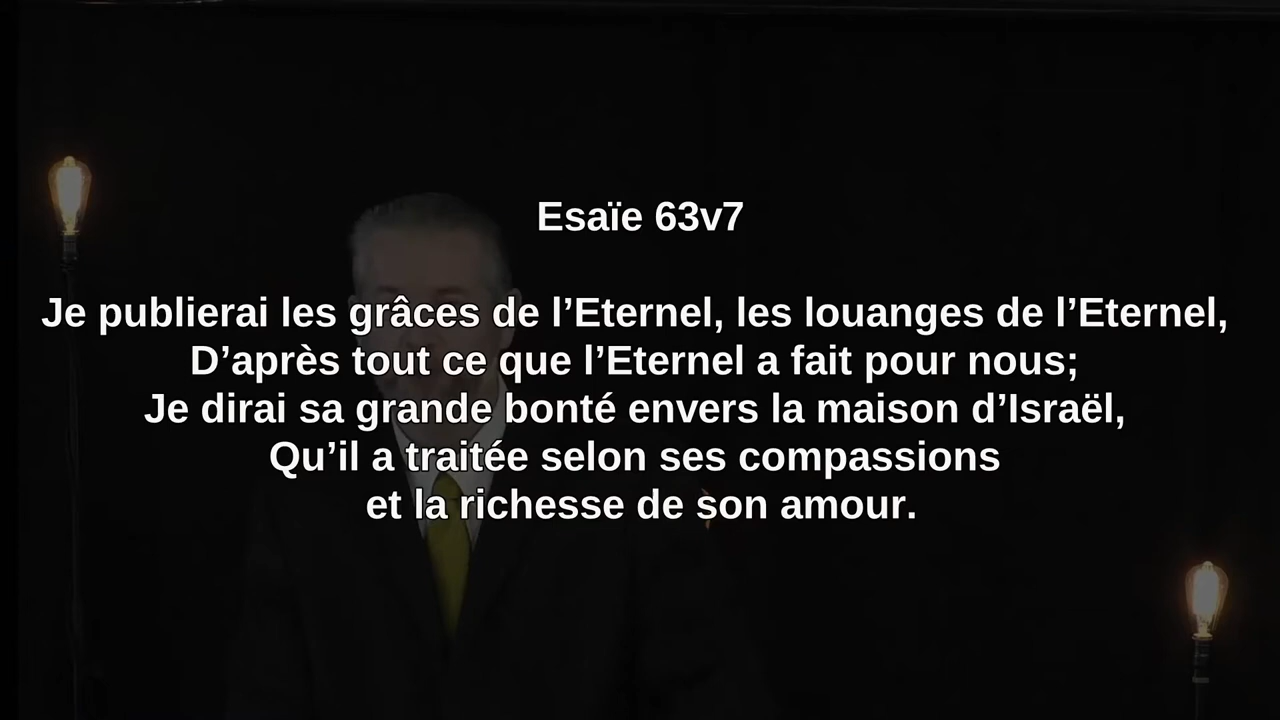 Esaïe 63v7
Je publierai les grâces de l’Eternel, les louanges de l’Eternel,
D’après tout ce que l’Eternel a fait pour nous;
Je dirai sa grande bonté envers la maison d’Israël,
Qu’il a traitée selon ses compassions
et la richesse de son amour.